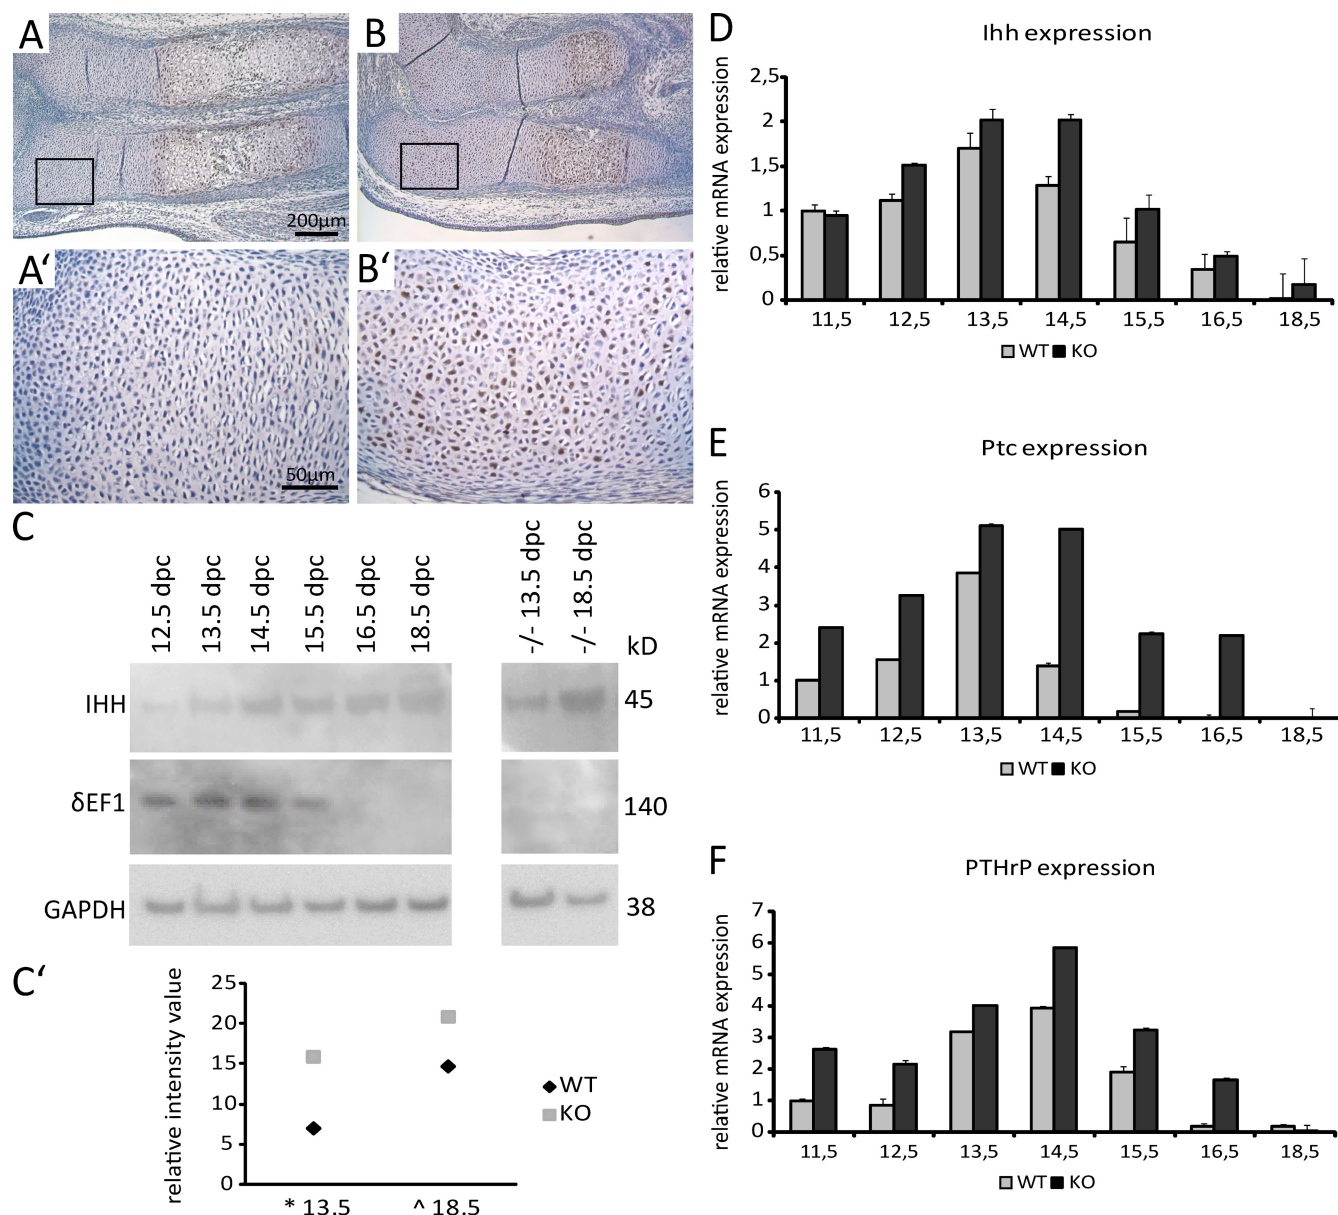 A
B
200µm
A‘
B‘
50µm
C
12.5 dpc
13.5 dpc
14.5 dpc
15.5 dpc
16.5 dpc
18.5 dpc
-/- 13.5 dpc
-/- 18.5 dpc
kD
IHH
45
δEF1
140
GAPDH
38
C‘
relative intensity value
25
20
15
10
5
0
* 13.5
^ 18.5
WT
KO
D
Ihh expression
relative mRNA expression
2,5
2
1,5
1
0,5
0
11,5 12,5 13,5 14,5 15,5 16,5 18,5
WT KO
E
Ptc expression
relative mRNA expression
6
5
4
3
2
1
0
11,5 12,5 13,5 14,5 15,5 16,5 18,5
WT KO
F
PTHrP expression
relative mRNA expression
7
6
5
4
3
2
1
0
11,5 12,5 13,5 14,5 15,5 16,5 18,5
WT KO